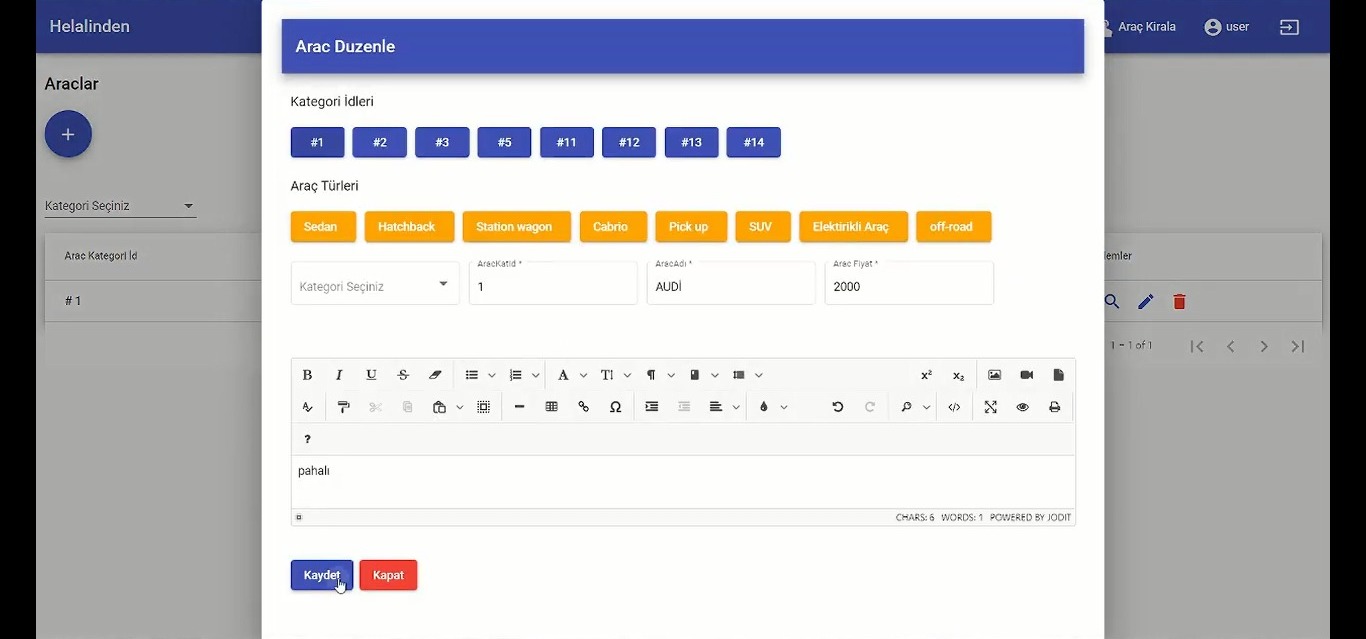 Helalinden
Araç Kirala
user
Araclar
+
Kategori Seçiniz
Arac Kategori İd
# 1
1 – 1 of 1
Arac Duzenle
Kategori İdleri
#1 #2 #3 #5 #11 #12 #13 #14
Araç Türleri
Sedan Hatchback Station wagon Cabrio Pick up SUV Elektirikli Araç off-road
Kategori Seçiniz
AracKatId *
1
AracAdı *
AUDİ
Arac Fiyat *
2000
pahalı
CHARS: 6 WORDS: 1 POWERED BY JODIT
Kaydet Kapat